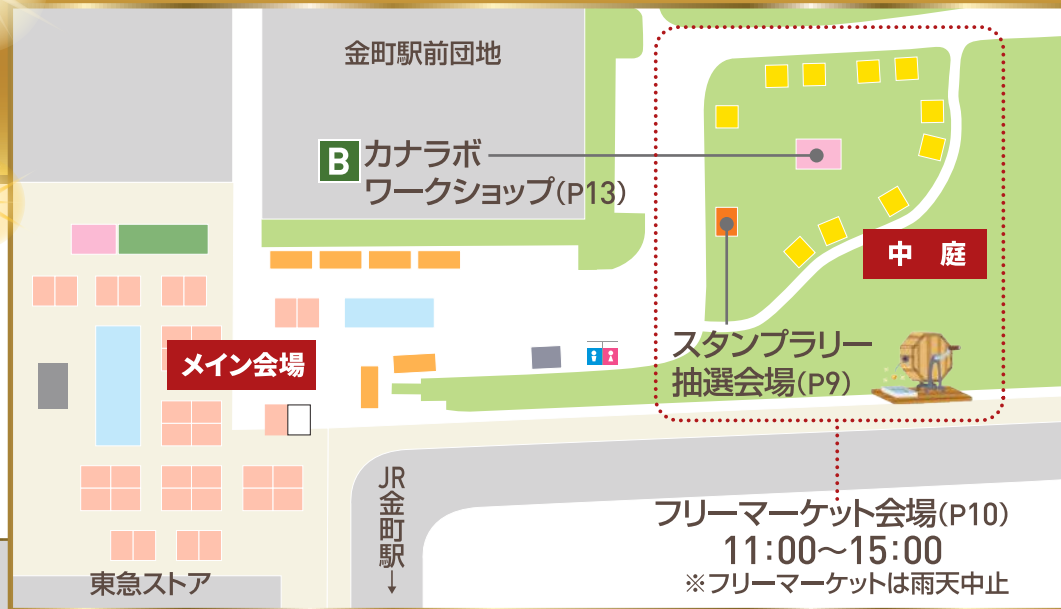 金町駅前団地
B カナラボ
ワークショップ(P13)
中 庭
メイン会場
スタンプラリー
抽選会場(P9)
JR金町駅→
フリーマーケット会場(P10)
11:00〜15:00
※フリーマーケットは雨天中止
東急ストア